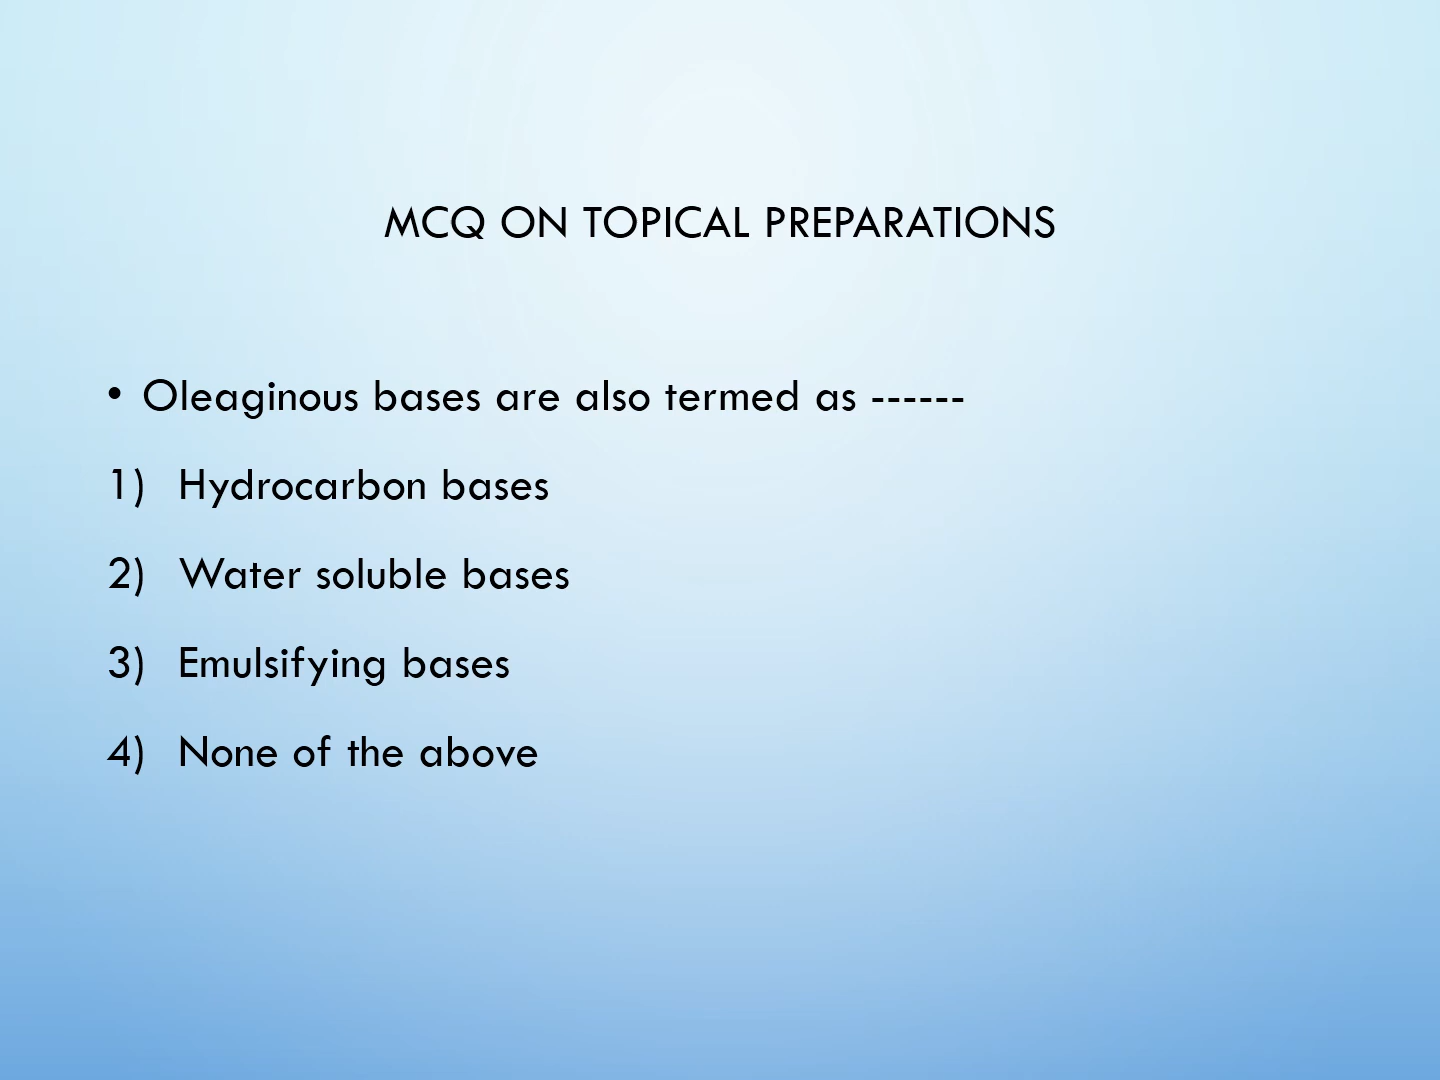 MCQ ON TOPICAL PREPARATIONS
• Oleaginous bases are also termed as ------
1) Hydrocarbon bases
2) Water soluble bases
3) Emulsifying bases
4) None of the above